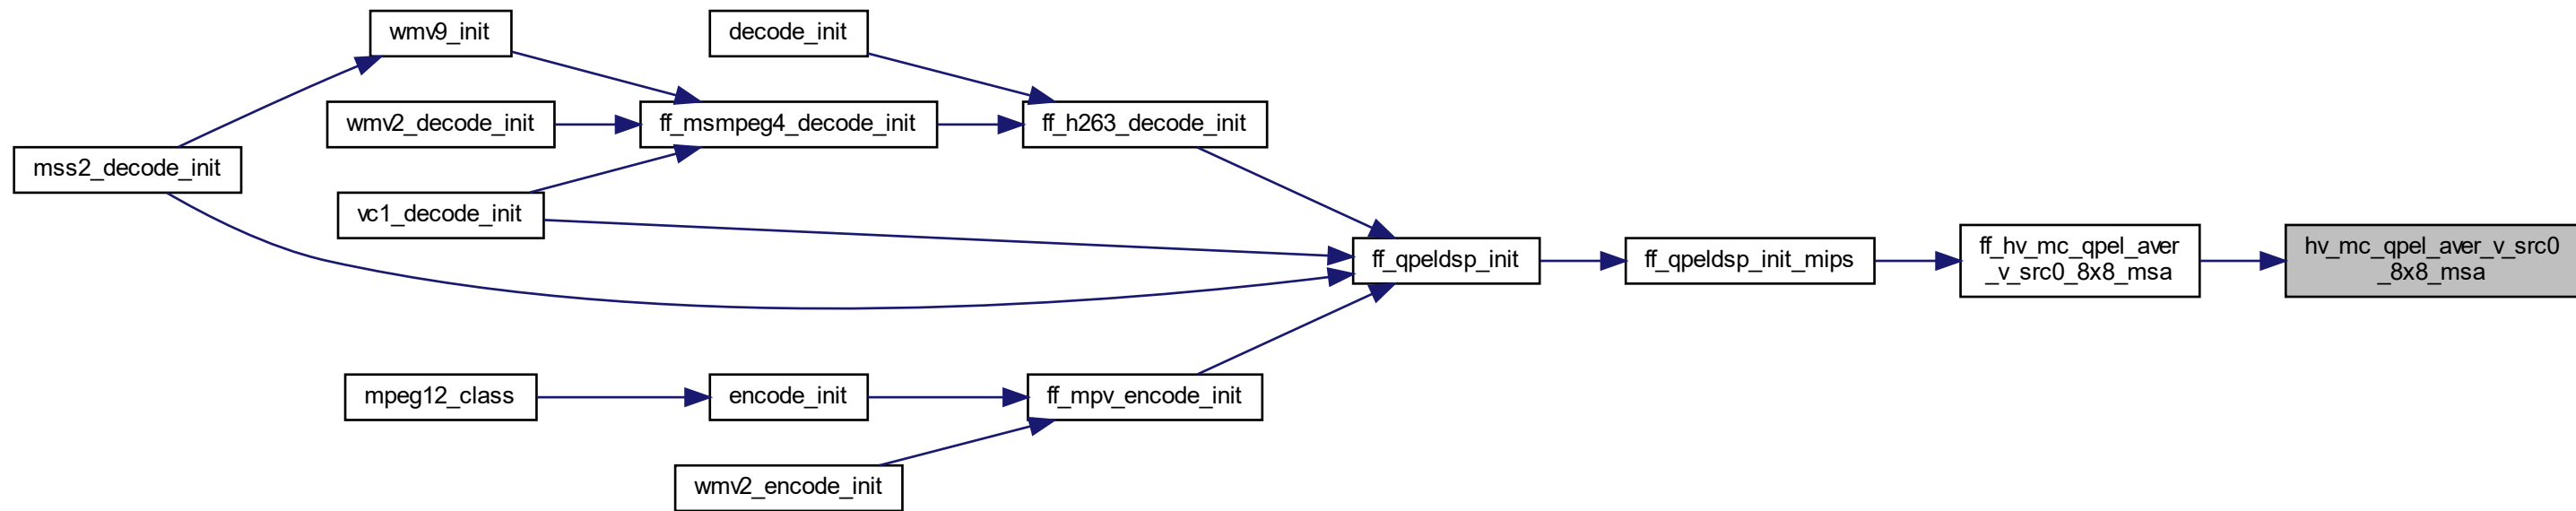 wmv9_init
decode_init
wmv2_decode_init
ff_msmpeg4_decode_init
ff_h263_decode_init
mss2_decode_init
vc1_decode_init
ff_qpeldsp_init
ff_qpeldsp_init_mips
ff_hv_mc_qpel_aver
_v_src0_8x8_msa
hv_mc_qpel_aver_v_src0
_8x8_msa
mpeg12_class
encode_init
ff_mpv_encode_init
wmv2_encode_init